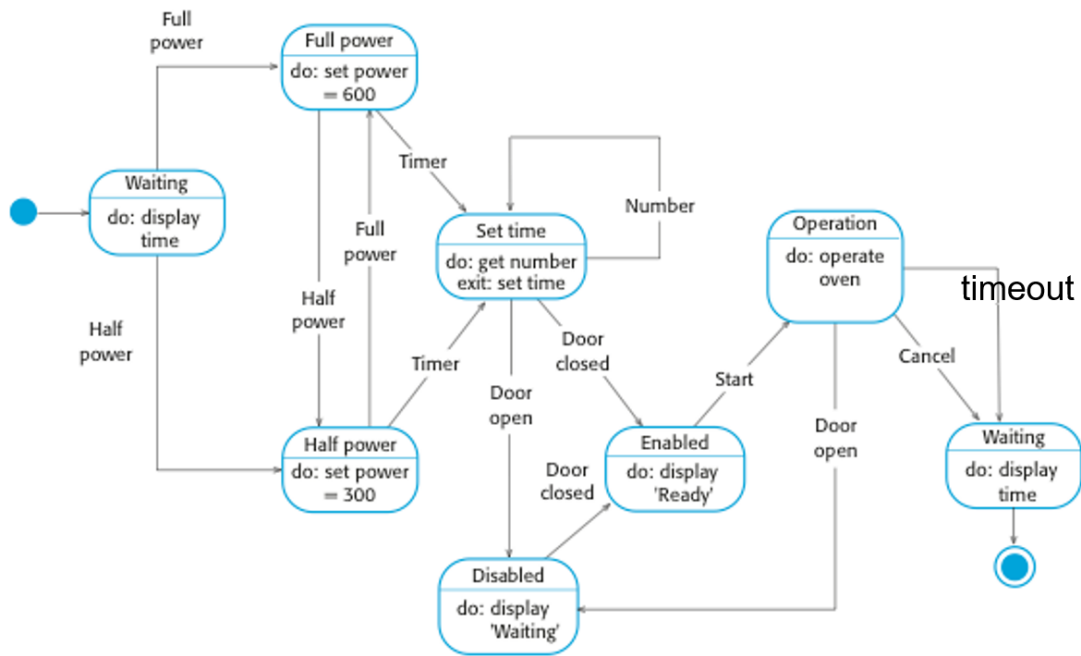 Full
power
Full power
do: set power
= 600
Timer
Waiting
do: display
time
Number
Full
power
Set time
do: get number
exit: set time
Operation
do: operate
oven
timeout
Half
power
Half
power
Timer
Door
closed
Start
Cancel
Door
open
Door
open
Half power
do: set power
= 300
Enabled
do: display
'Ready'
Waiting
do: display
time
Door
closed
Disabled
do: display
'Waiting'